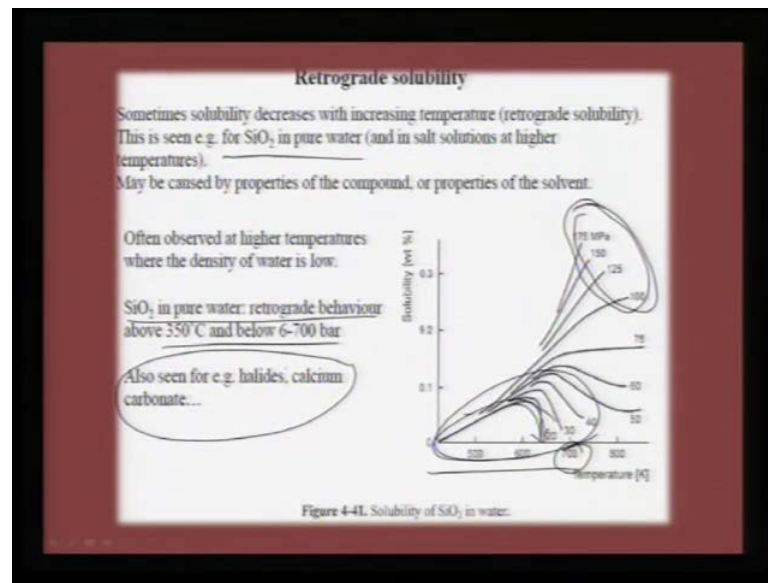 Retrograde solubility
Sometimes solubility decreases with increasing temperature (retrograde solubility).
This is seen e.g. for SiO₂ in pure water (and in salt solutions at higher
temperatures).
May be caused by properties of the compound, or properties of the solvent.
Often observed at higher temperatures
where the density of water is low.
SiO₂ in pure water: retrograde behaviour
above 350°C and below 6-700 bar
Also seen for e.g. halides, calcium
carbonate...
Solubility [wt %]
175 MPa
150
125
100
75
60
50
40
30
20
0.3
0.2
0.1
0
500
600
700
800
Temperature [K]
Figure 4-41. Solubility of SiO₂ in water.